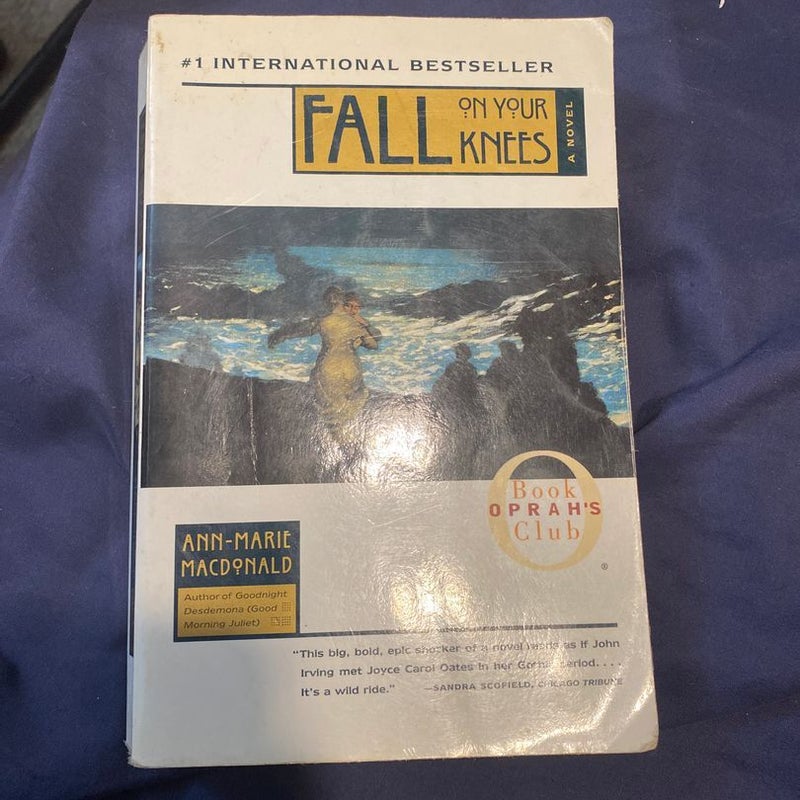 #1 INTERNATIONAL BESTSELLER
FALL ON YOUR KNEES
A NOVEL
Book
OPRAH'S
Club
®
ANN-MARIE
MACDONALD
Author of Goodnight
Desdemona (Good
Morning Juliet)
"This big, bold, epic shocker of a novel reads as if John
Irving met Joyce Carol Oates in her Gothic period. . . .
It's a wild ride." —SANDRA SCOFIELD, CHICAGO TRIBUNE